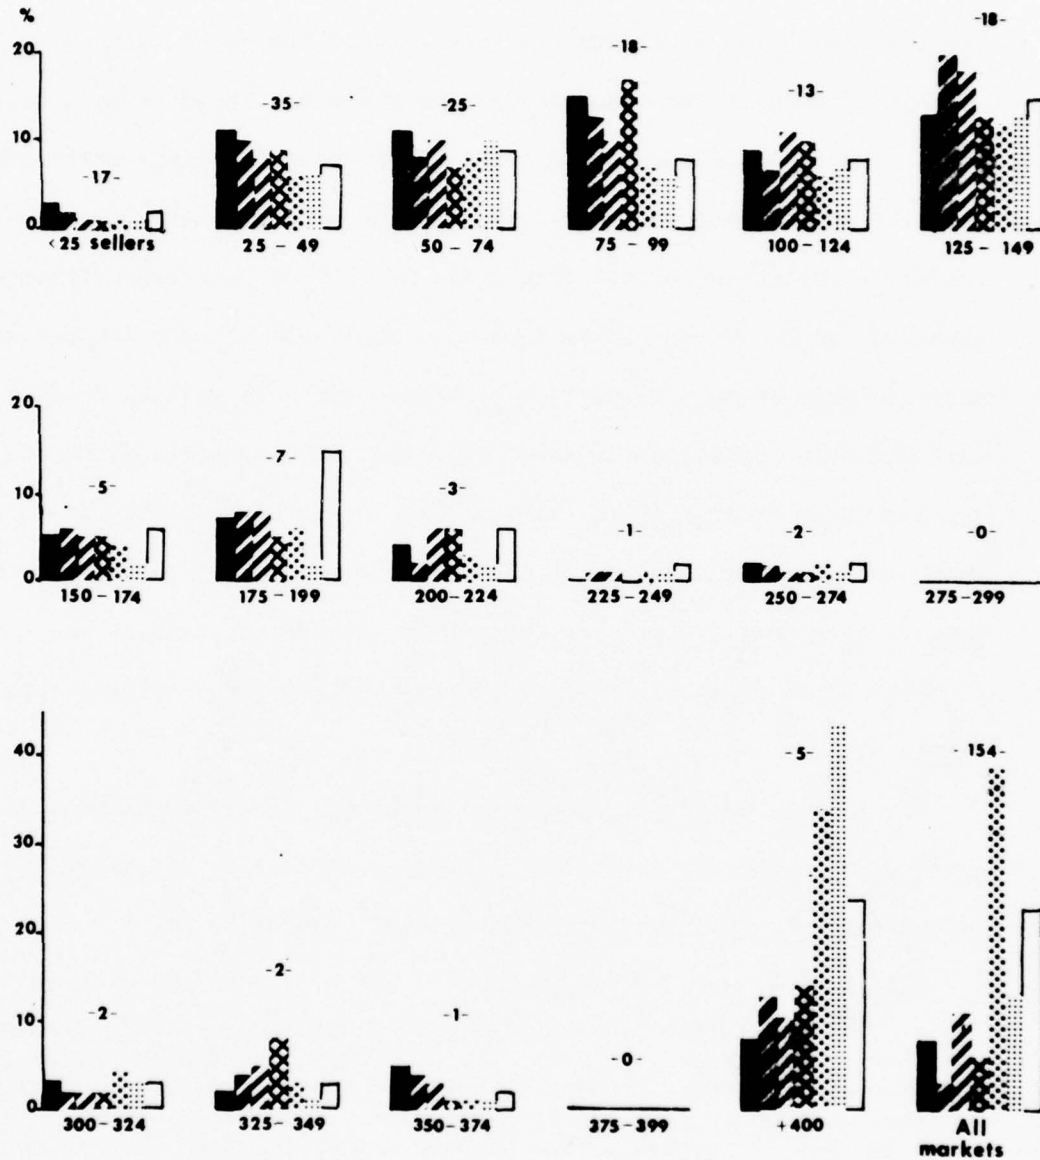 %
20
10
0
-17-
-35-
-25-
-18-
-13-
-18-
<25 sellers
25 - 49
50 - 74
75 - 99
100 - 124
125 - 149
20
10
0
-5-
-7-
-3-
-1-
-2-
-0-
150 - 174
175 - 199
200 - 224
225 - 249
250 - 274
275 - 299
40
30
20
10
0
-2-
-2-
-1-
-0-
-5-
-154-
300 - 324
325 - 349
350 - 374
375 - 399
+400
All
markets